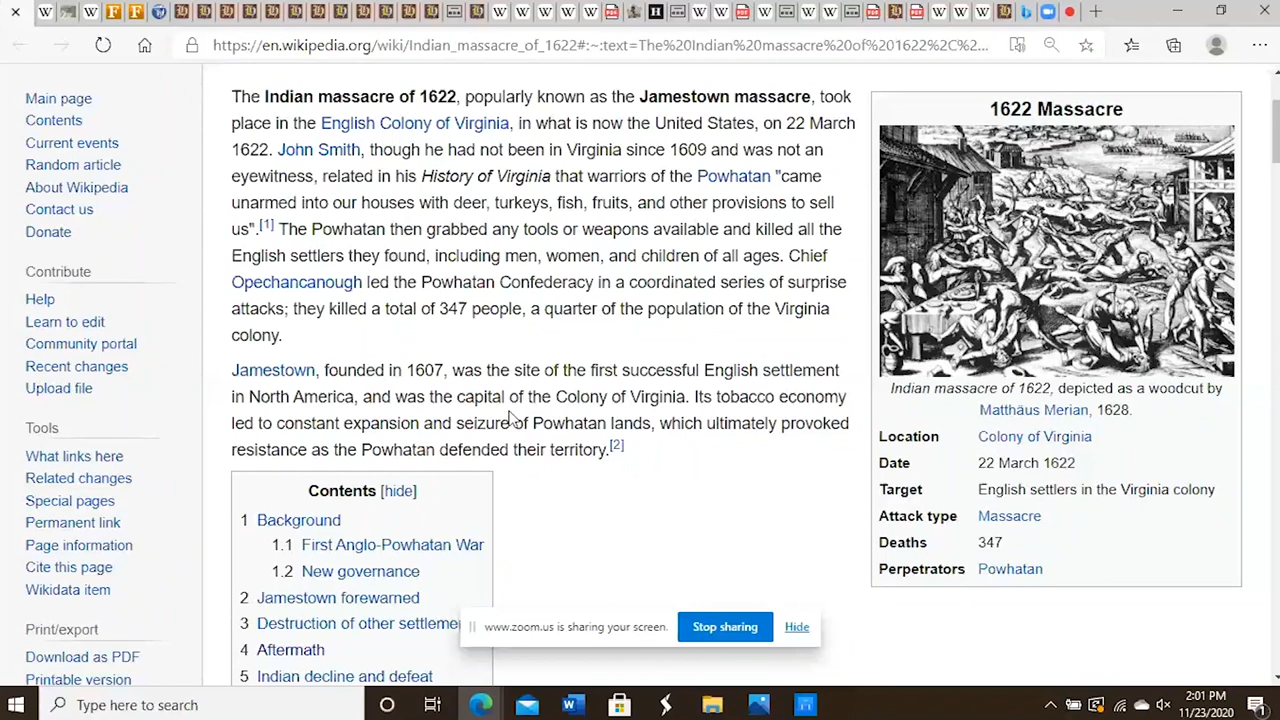 https://en.wikipedia.org/wiki/Indian_massacre_of_1622#:~:text=The%20Indian%20massacre%20of%201622%2C%2...
Main page
Contents
Current events
Random article
About Wikipedia
Contact us
Donate
Contribute
Help
Learn to edit
Community portal
Recent changes
Upload file
Tools
What links here
Related changes
Special pages
Permanent link
Page information
Cite this page
Wikidata item
Print/export
Download as PDF
Printable version
The Indian massacre of 1622, popularly known as the Jamestown massacre, took
place in the English Colony of Virginia, in what is now the United States, on 22 March
1622. John Smith, though he had not been in Virginia since 1609 and was not an
eyewitness, related in his History of Virginia that warriors of the Powhatan "came
unarmed into our houses with deer, turkeys, fish, fruits, and other provisions to sell
us".[1] The Powhatan then grabbed any tools or weapons available and killed all the
English settlers they found, including men, women, and children of all ages. Chief
Opechancanough led the Powhatan Confederacy in a coordinated series of surprise
attacks; they killed a total of 347 people, a quarter of the population of the Virginia
colony.
Jamestown, founded in 1607, was the site of the first successful English settlement
in North America, and was the capital of the Colony of Virginia. Its tobacco economy
led to constant expansion and seizure of Powhatan lands, which ultimately provoked
resistance as the Powhatan defended their territory.[2]
Contents [hide]
1 Background
1.1 First Anglo-Powhatan War
1.2 New governance
2 Jamestown forewarned
3 Destruction of other settleme
4 Aftermath
5 Indian decline and defeat
1622 Massacre
Indian massacre of 1622, depicted as a woodcut by
Matthäus Merian, 1628.
Location Colony of Virginia
Date 22 March 1622
Target English settlers in the Virginia colony
Attack type Massacre
Deaths 347
Perpetrators Powhatan
www.zoom.us is sharing your screen. Stop sharing Hide
Type here to search
2:01 PM
11/23/2020